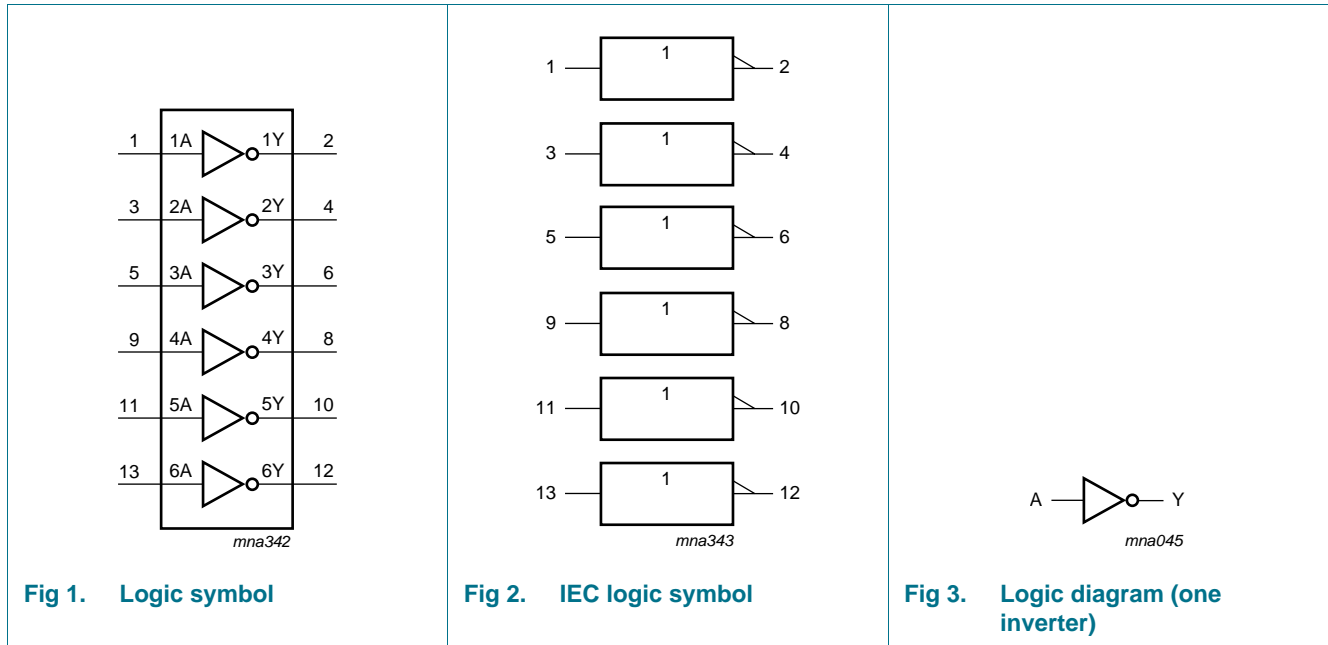 1 1A 1Y 2
3 2A 2Y 4
5 3A 3Y 6
9 4A 4Y 8
11 5A 5Y 10
13 6A 6Y 12
mna342
Fig 1. Logic symbol
1 1 2
3 1 4
5 1 6
9 1 8
11 1 10
13 1 12
mna343
Fig 2. IEC logic symbol
A Y
mna045
Fig 3. Logic diagram (one
inverter)